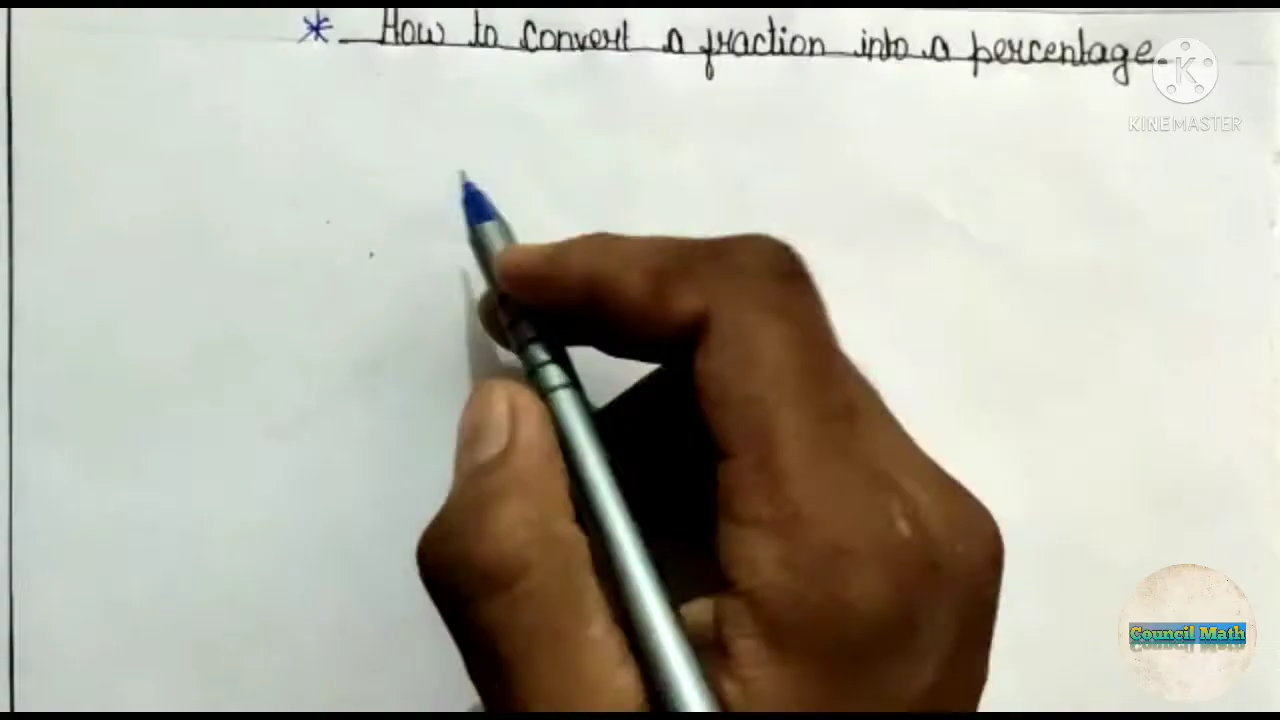 * How to convert a fraction into a percentage.
KINEMASTER
Council Math